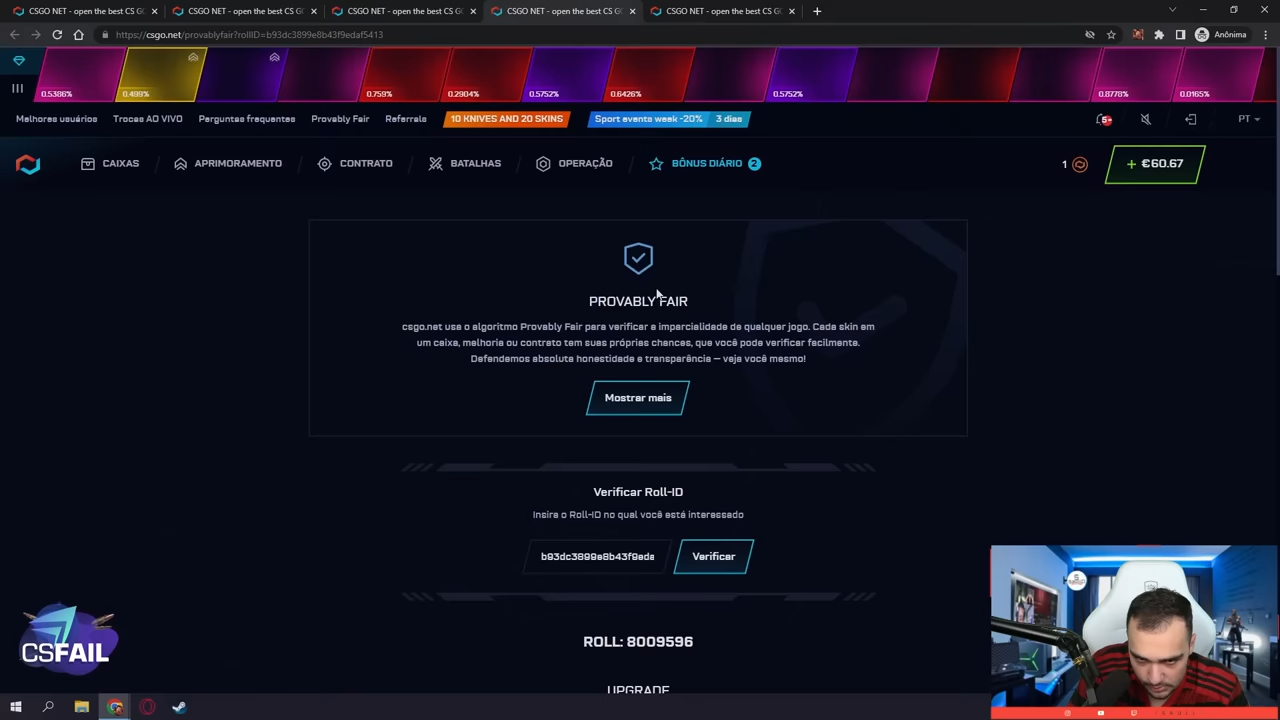 CSGO NET - open the best CS G
CSGO NET - open the best CS G
CSGO NET - open the best CS G
CSGO NET - open the best CS G
CSGO NET - open the best CS G
https://csgo.net/provablyfair?rollID=b93dc3899e8b43f9edaf5413
Anônima
0.5386%
0.499%
0.759%
0.2904%
0.5752%
0.6426%
0.5752%
0.8778%
0.0165%
Melhores usuários
Trocas AO VIVO
Perguntas frequentes
Provably Fair
Referrals
10 KNIVES AND 20 SKINS
Sport events week -20%
3 dias
5+
PT
CAIXAS
APRIMORAMENTO
CONTRATO
BATALHAS
OPERAÇÃO
BÔNUS DIÁRIO 2
1
+ €60.67
PROVABLY FAIR
csgo.net usa o algoritmo Provably Fair para verificar a imparcialidade de qualquer jogo. Cada skin em
um caixa, melhoria ou contrato tem suas próprias chances, que você pode verificar facilmente.
Defendemos absoluta honestidade e transparência – veja você mesmo!
Mostrar mais
Verificar Roll-ID
Insira o Roll-ID no qual você está interessado
b93dc3899e8b43f9eda
Verificar
ROLL: 8009596
UPGRADE
CSFAIL